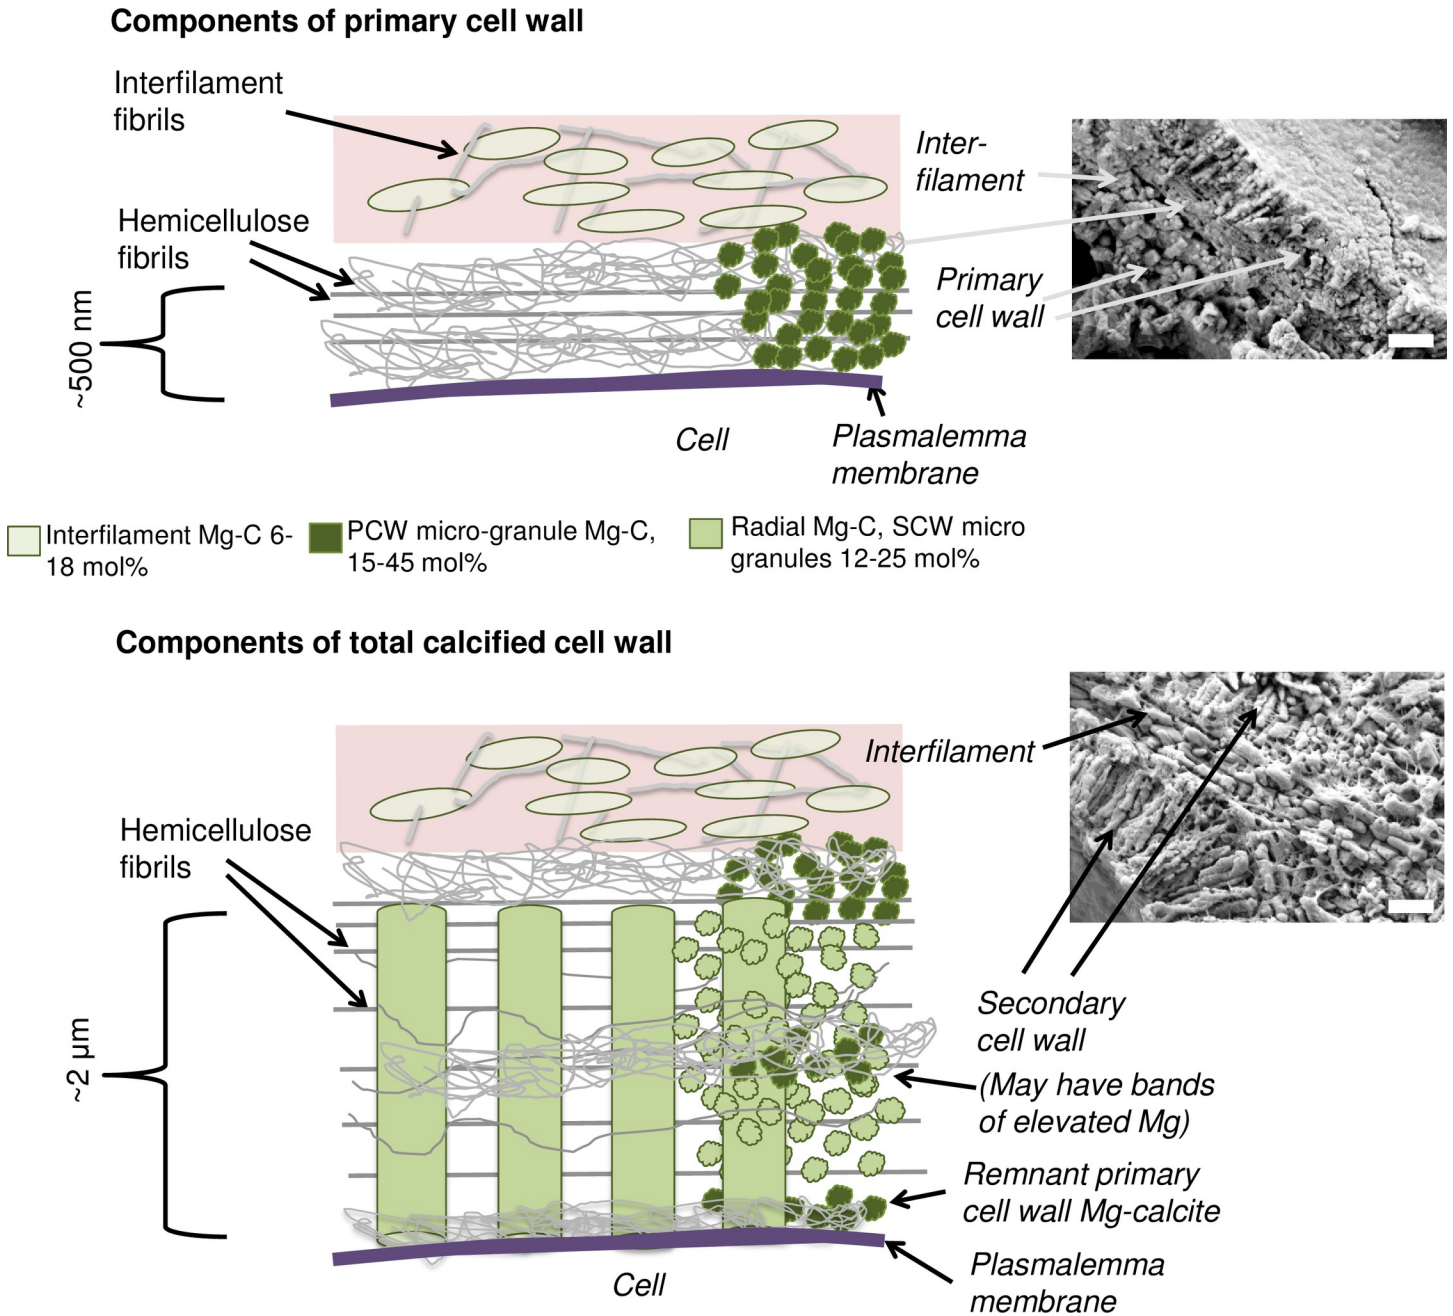 Components of primary cell wall
Interfilament
fibrils
Hemicellulose
fibrils
~500 nm
Inter-
filament
Primary
cell wall
Cell
Plasmalemma
membrane
Interfilament Mg-C 6-
18 mol%
PCW micro-granule Mg-C,
15-45 mol%
Radial Mg-C, SCW micro
granules 12-25 mol%
Components of total calcified cell wall
Interfilament
Hemicellulose
fibrils
~2 µm
Secondary
cell wall
(May have bands
of elevated Mg)
Remnant primary
cell wall Mg-calcite
Plasmalemma
membrane
Cell